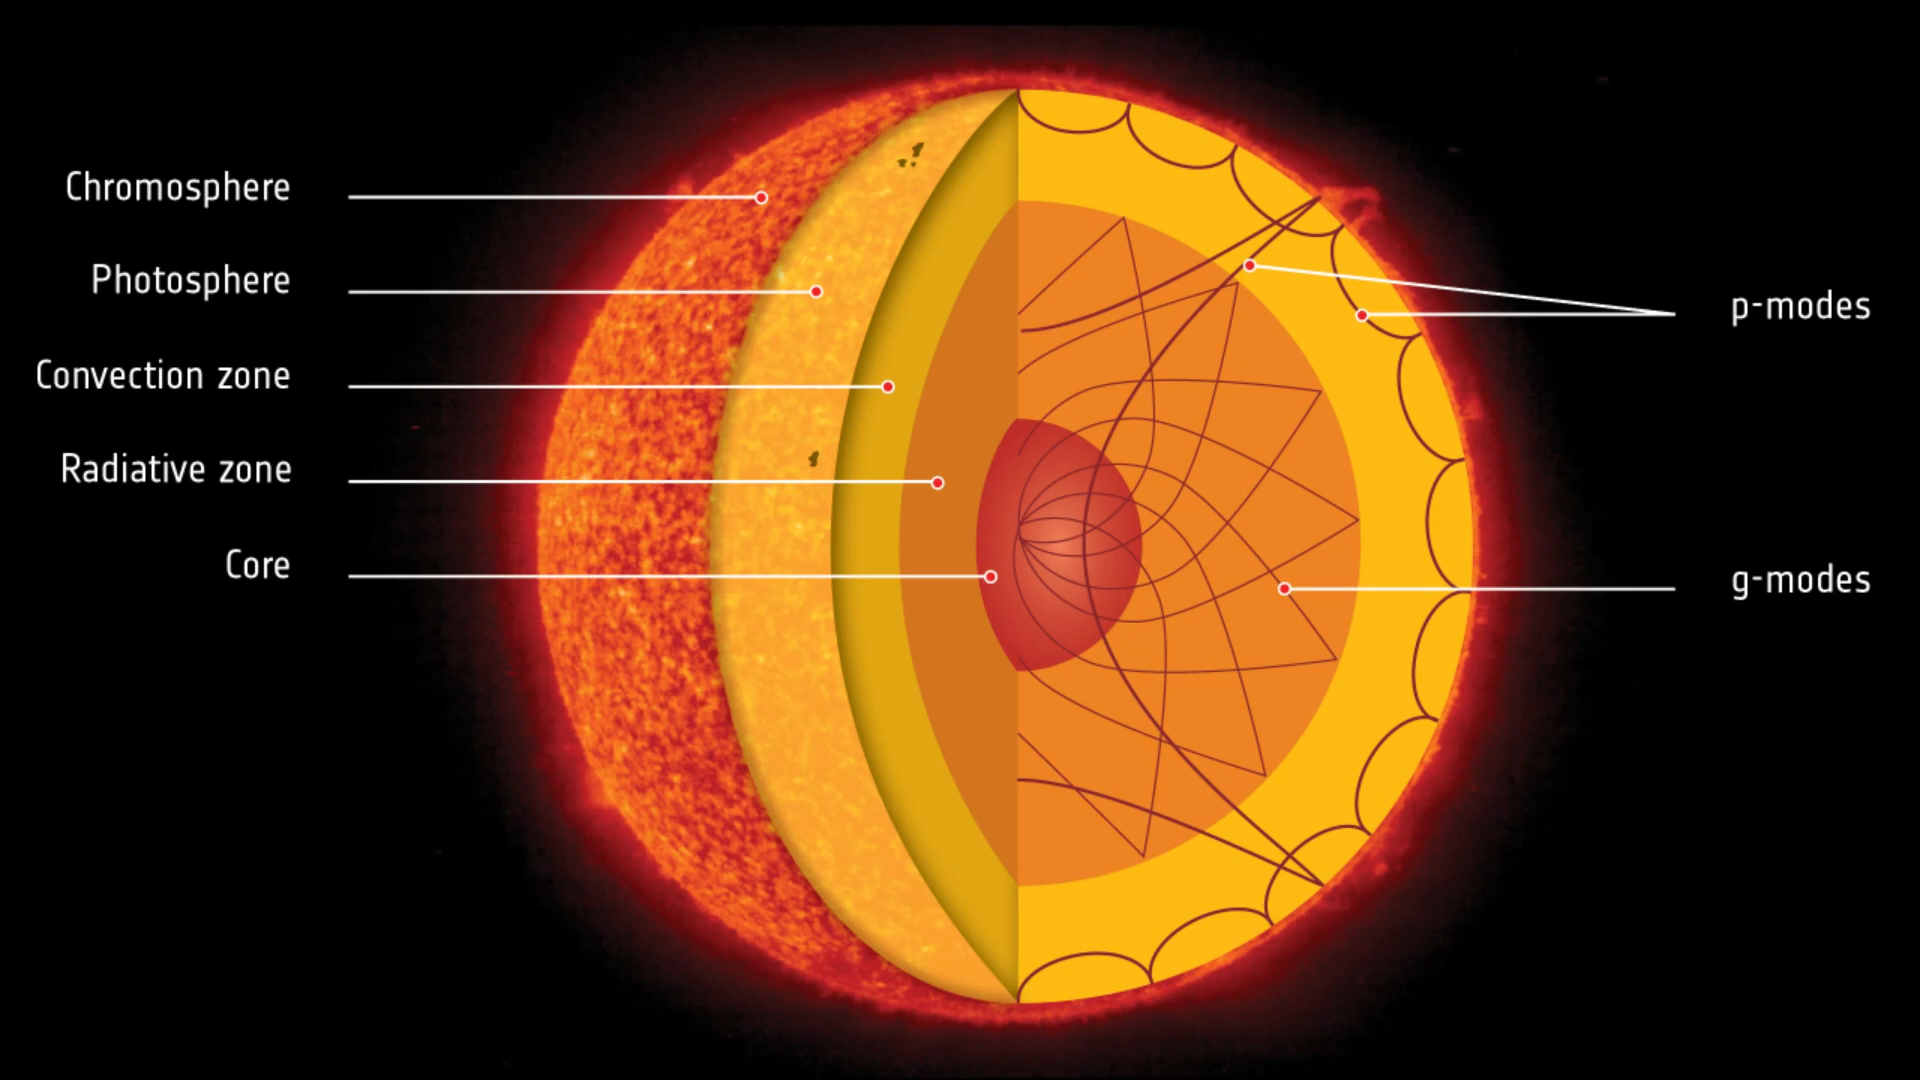 Chromosphere
Photosphere
Convection zone
Radiative zone
Core
p-modes
g-modes